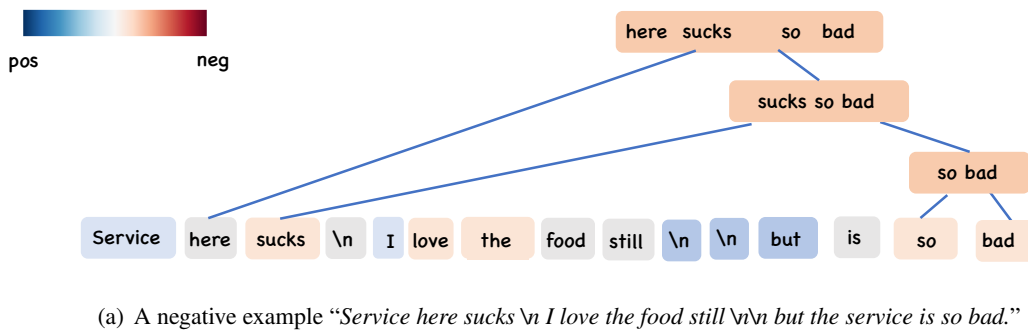 pos neg
here sucks so bad
sucks so bad
so bad
Service here sucks \n I love the food still \n \n but is so bad
(a) A negative example “Service here sucks \n I love the food still \n\n but the service is so bad.”